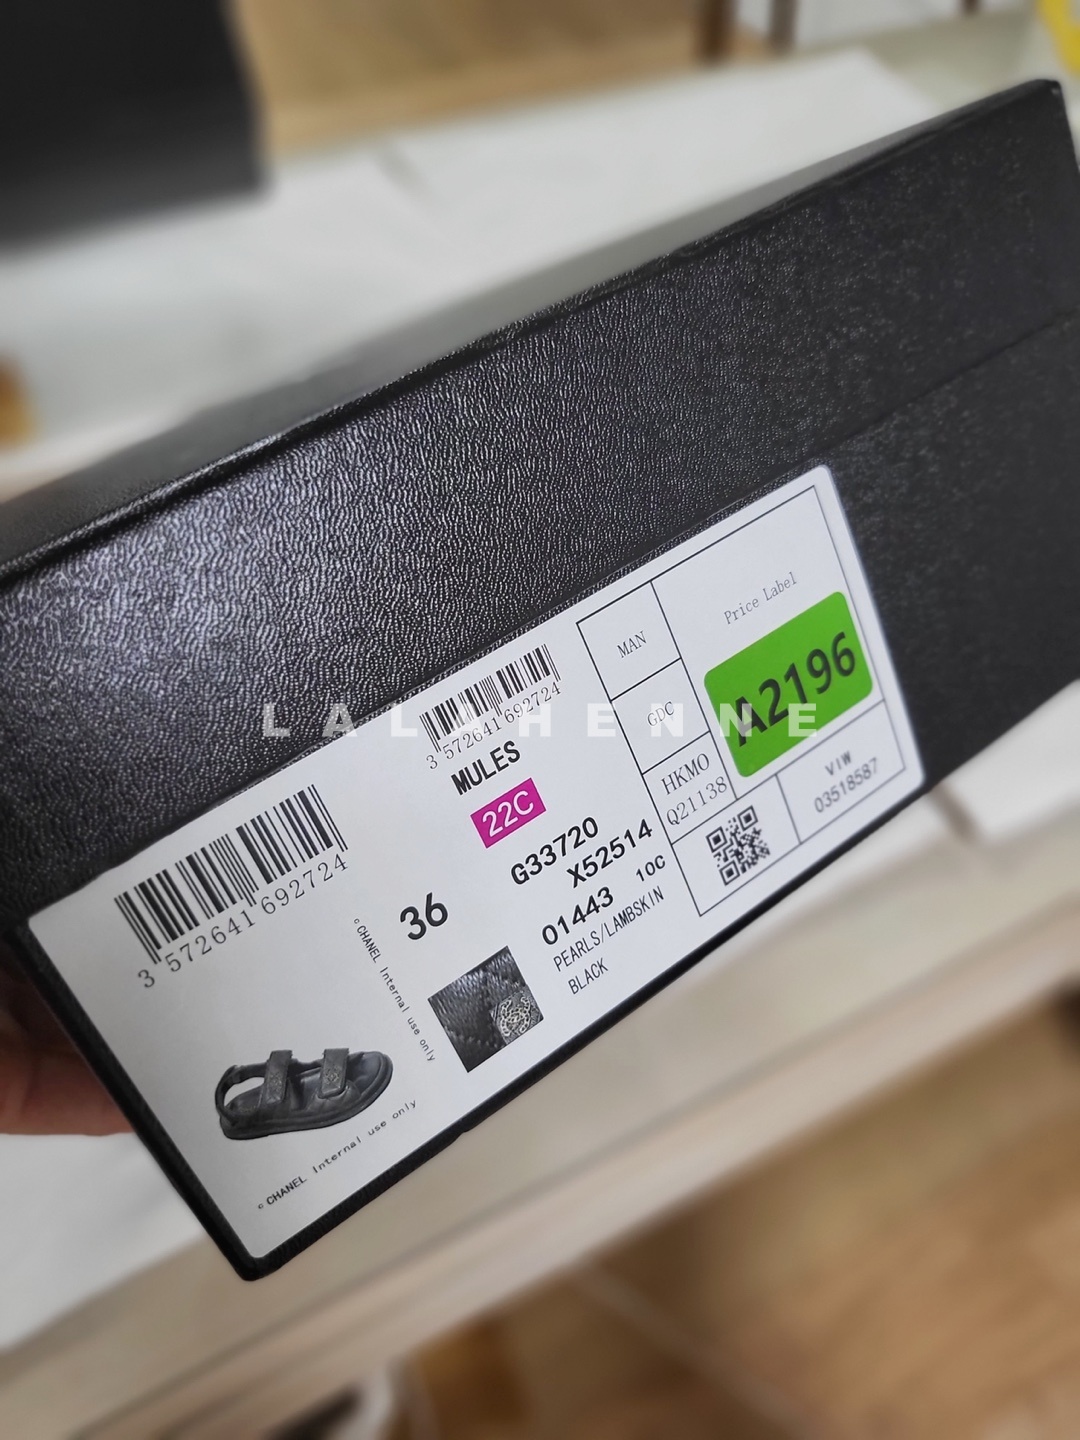 3 572641 692724
MULES
22C
36
G33720
X52514
01443 10C
PEARLS/LAMBSKIN
BLACK
3 572641 692724
© CHANEL Internal use only
© CHANEL Internal use only
MAN
GDC
HKMO
Q21138
Price Label
A2196
VIW
03518587
LALAHENNE